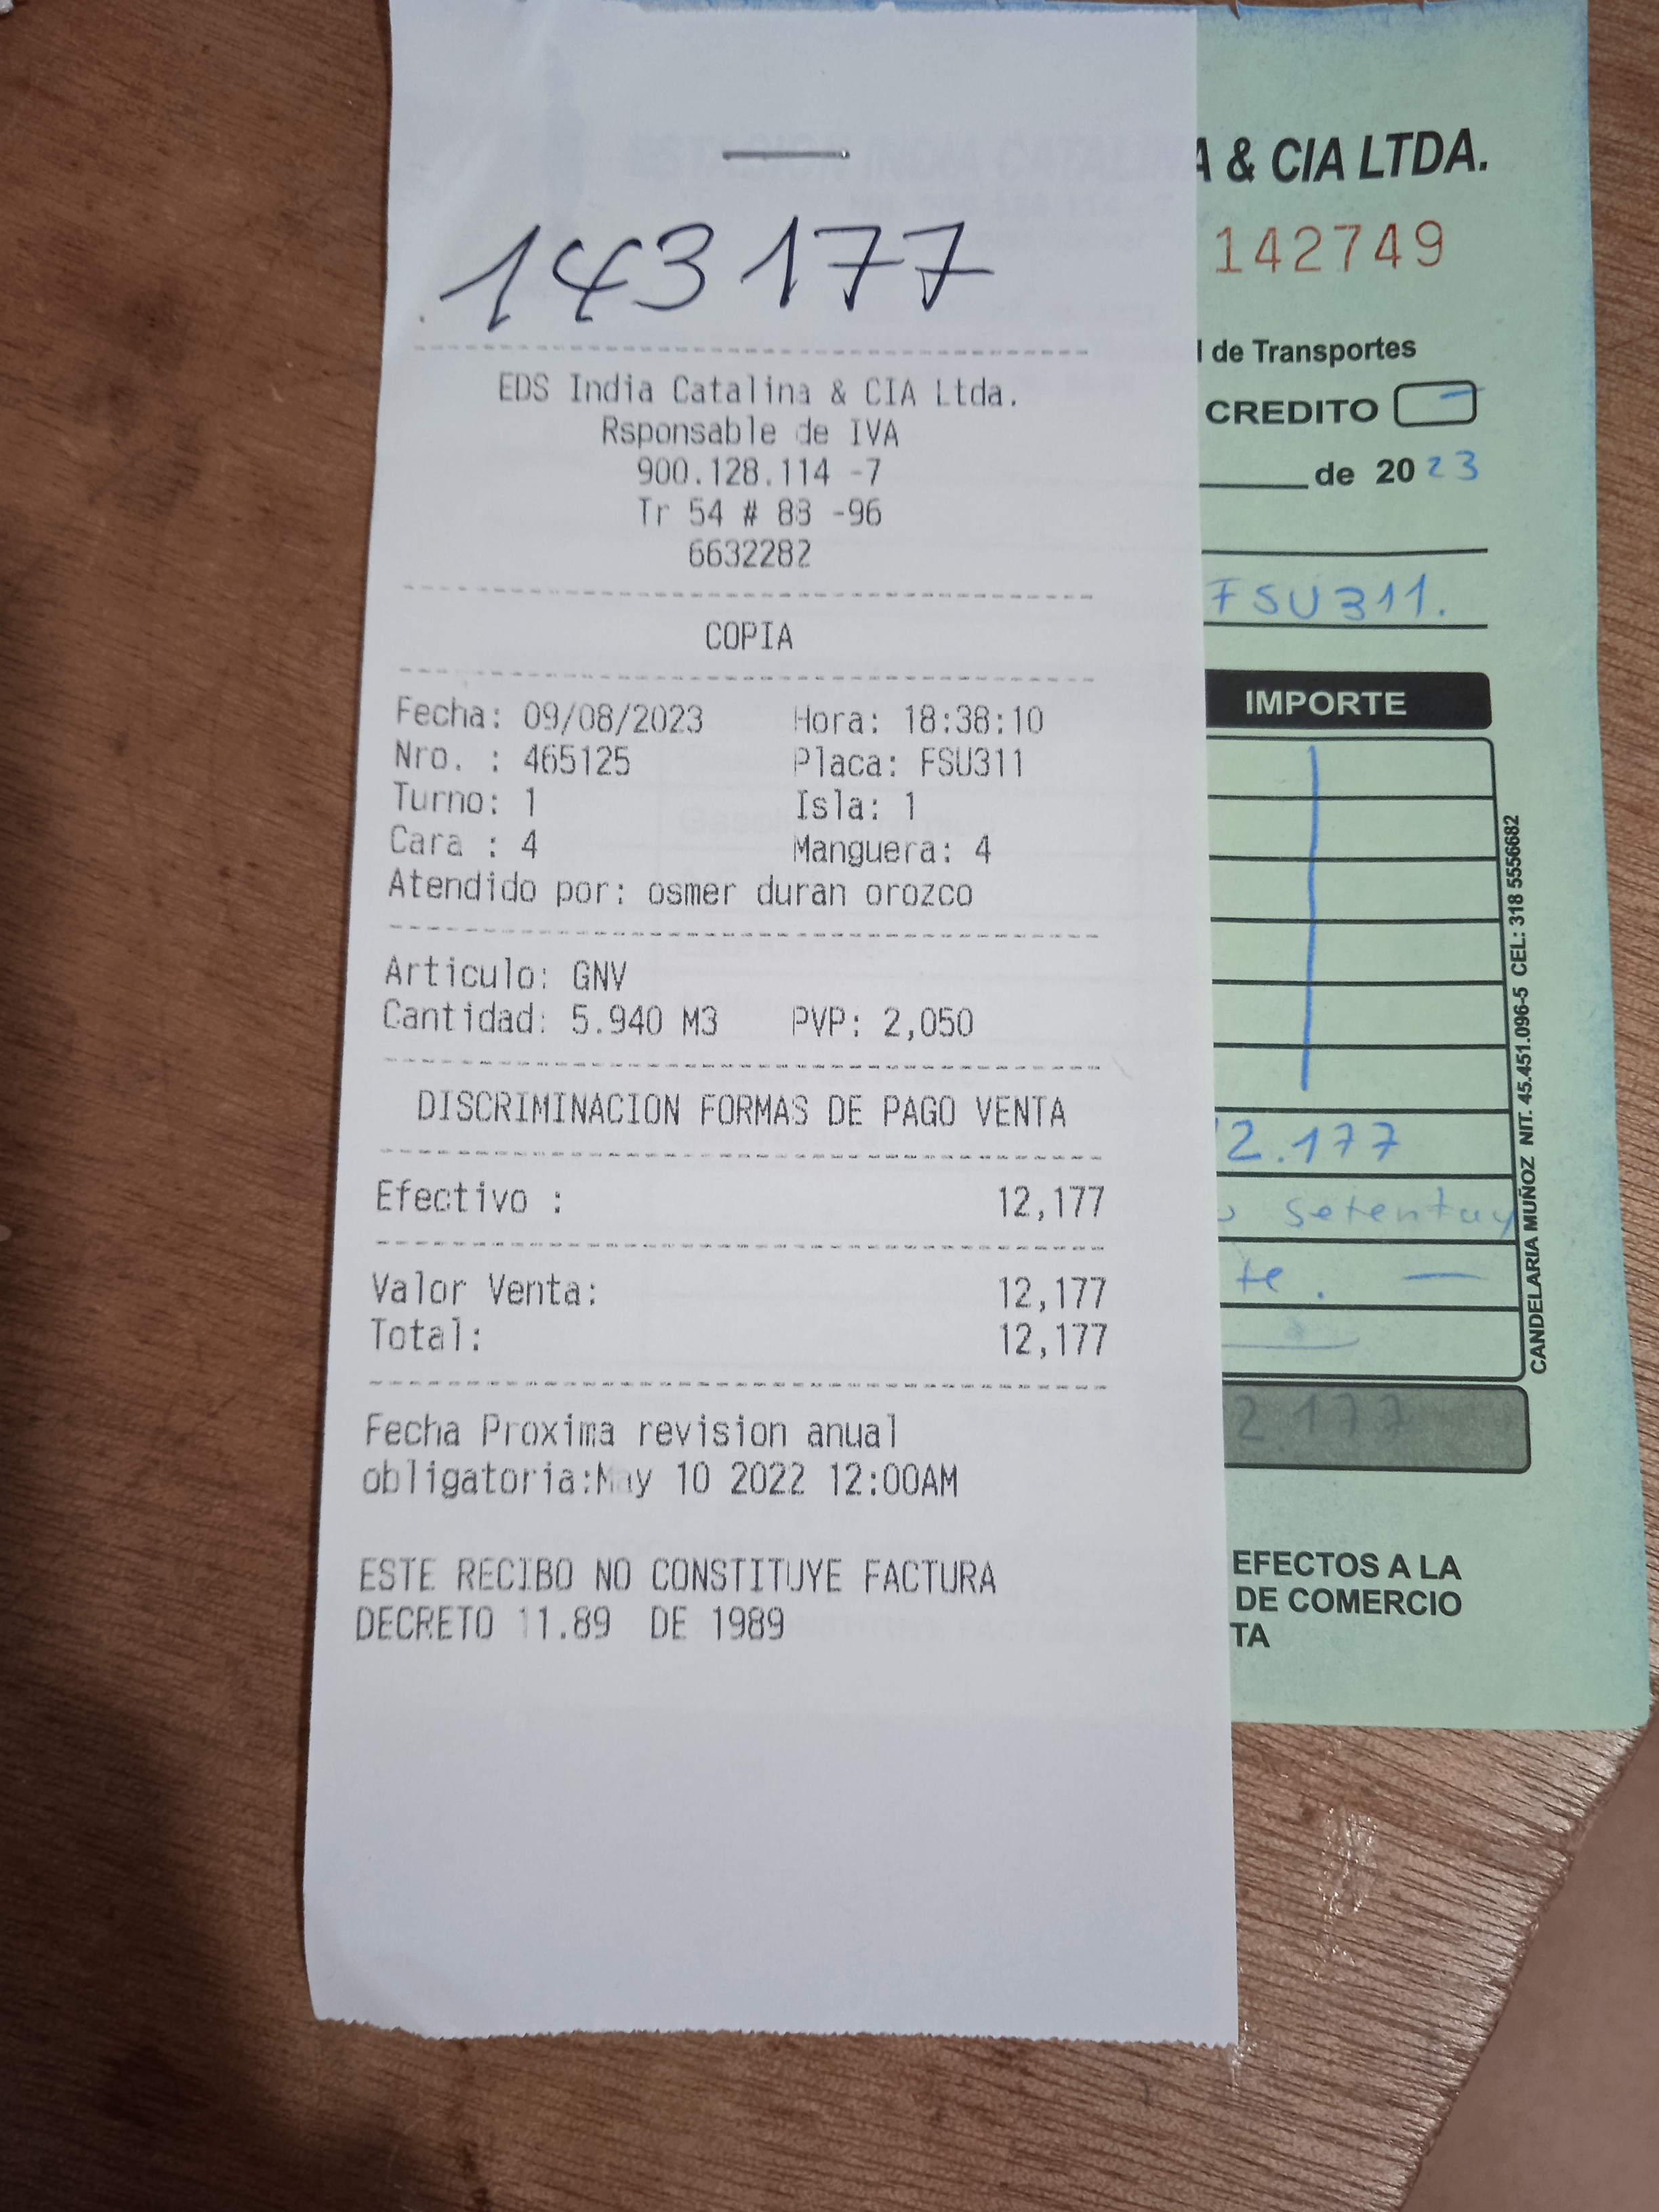 143177
EDS India Catalina & CIA Ltda.
Rsponsable de IVA
900.128.114 -7
Tr 54 # 88 -96
6632282
COPIA
Fecha: 09/08/2023 Hora: 18:38:10
Nro. : 465125 Placa: FSU311
Turno: 1 Isla: 1
Cara : 4 Manguera: 4
Atendido por: osmer duran orozco
Articulo: GNV
Cantidad: 5.940 M3 PVP: 2,050
DISCRIMINACION FORMAS DE PAGO VENTA
Efectivo : 12,177
Valor Venta: 12,177
Total: 12,177
Fecha Proxima revision anual
obligatoria:May 10 2022 12:00AM
ESTE RECIBO NO CONSTITUYE FACTURA
DECRETO 11.89 DE 1989
A & CIA LTDA.
142749
l de Transportes
CREDITO
de 2023
FSU311.
IMPORTE
12.177
setentay
te.
2.177
EFECTOS A LA
DE COMERCIO
TA
CANDELARIA MUÑOZ NIT. 45.451.096-5 CEL: 318 5556682